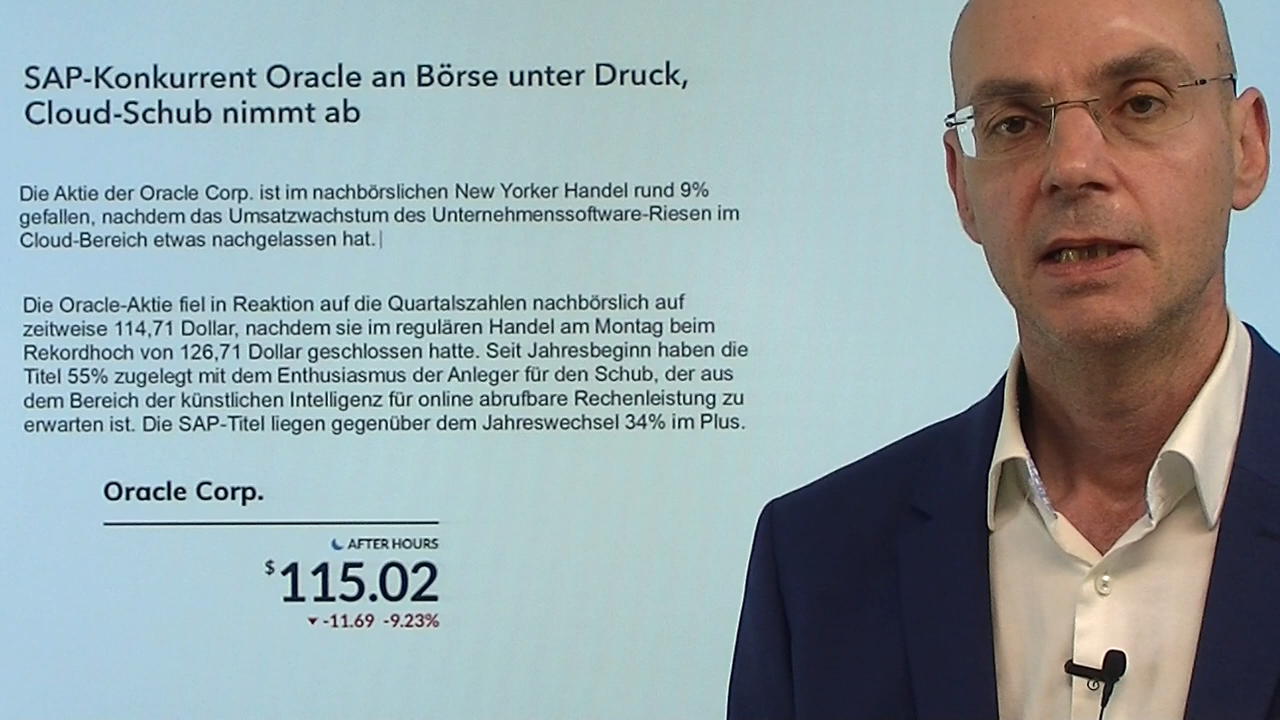 SAP-Konkurrent Oracle an Börse unter Druck,
Cloud-Schub nimmt ab
Die Aktie der Oracle Corp. ist im nachbörslichen New Yorker Handel rund 9%
gefallen, nachdem das Umsatzwachstum des Unternehmenssoftware-Riesen im
Cloud-Bereich etwas nachgelassen hat.
Die Oracle-Aktie fiel in Reaktion auf die Quartalszahlen nachbörslich auf
zeitweise 114,71 Dollar, nachdem sie im regulären Handel am Montag beim
Rekordhoch von 126,71 Dollar geschlossen hatte. Seit Jahresbeginn haben die
Titel 55% zugelegt mit dem Enthusiasmus der Anleger für den Schub, der aus
dem Bereich der künstlichen Intelligenz für online abrufbare Rechenleistung zu
erwarten ist. Die SAP-Titel liegen gegenüber dem Jahreswechsel 34% im Plus.
Oracle Corp.
AFTER HOURS
$115.02
-11.69 -9.23%